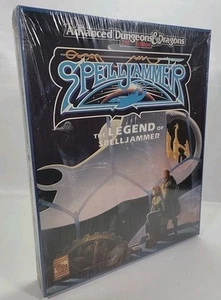 Advanced Dungeons & Dragons
SPELLJAMMER
THE LEGEND OF
SPELLJAMMER